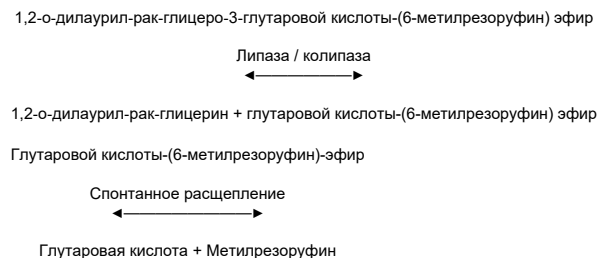 1,2-о-дилаурил-рак-глицеро-3-глутаровой кислоты-(6-метилрезоруфин) эфир
Липаза / колипаза
◄——————►
1,2-о-дилаурил-рак-глицерин + глутаровой кислоты-(6-метилрезоруфин) эфир
Глутаровой кислоты-(6-метилрезоруфин)-эфир
Спонтанное расщепление
◄————————►
Глутаровая кислота + Метилрезоруфин